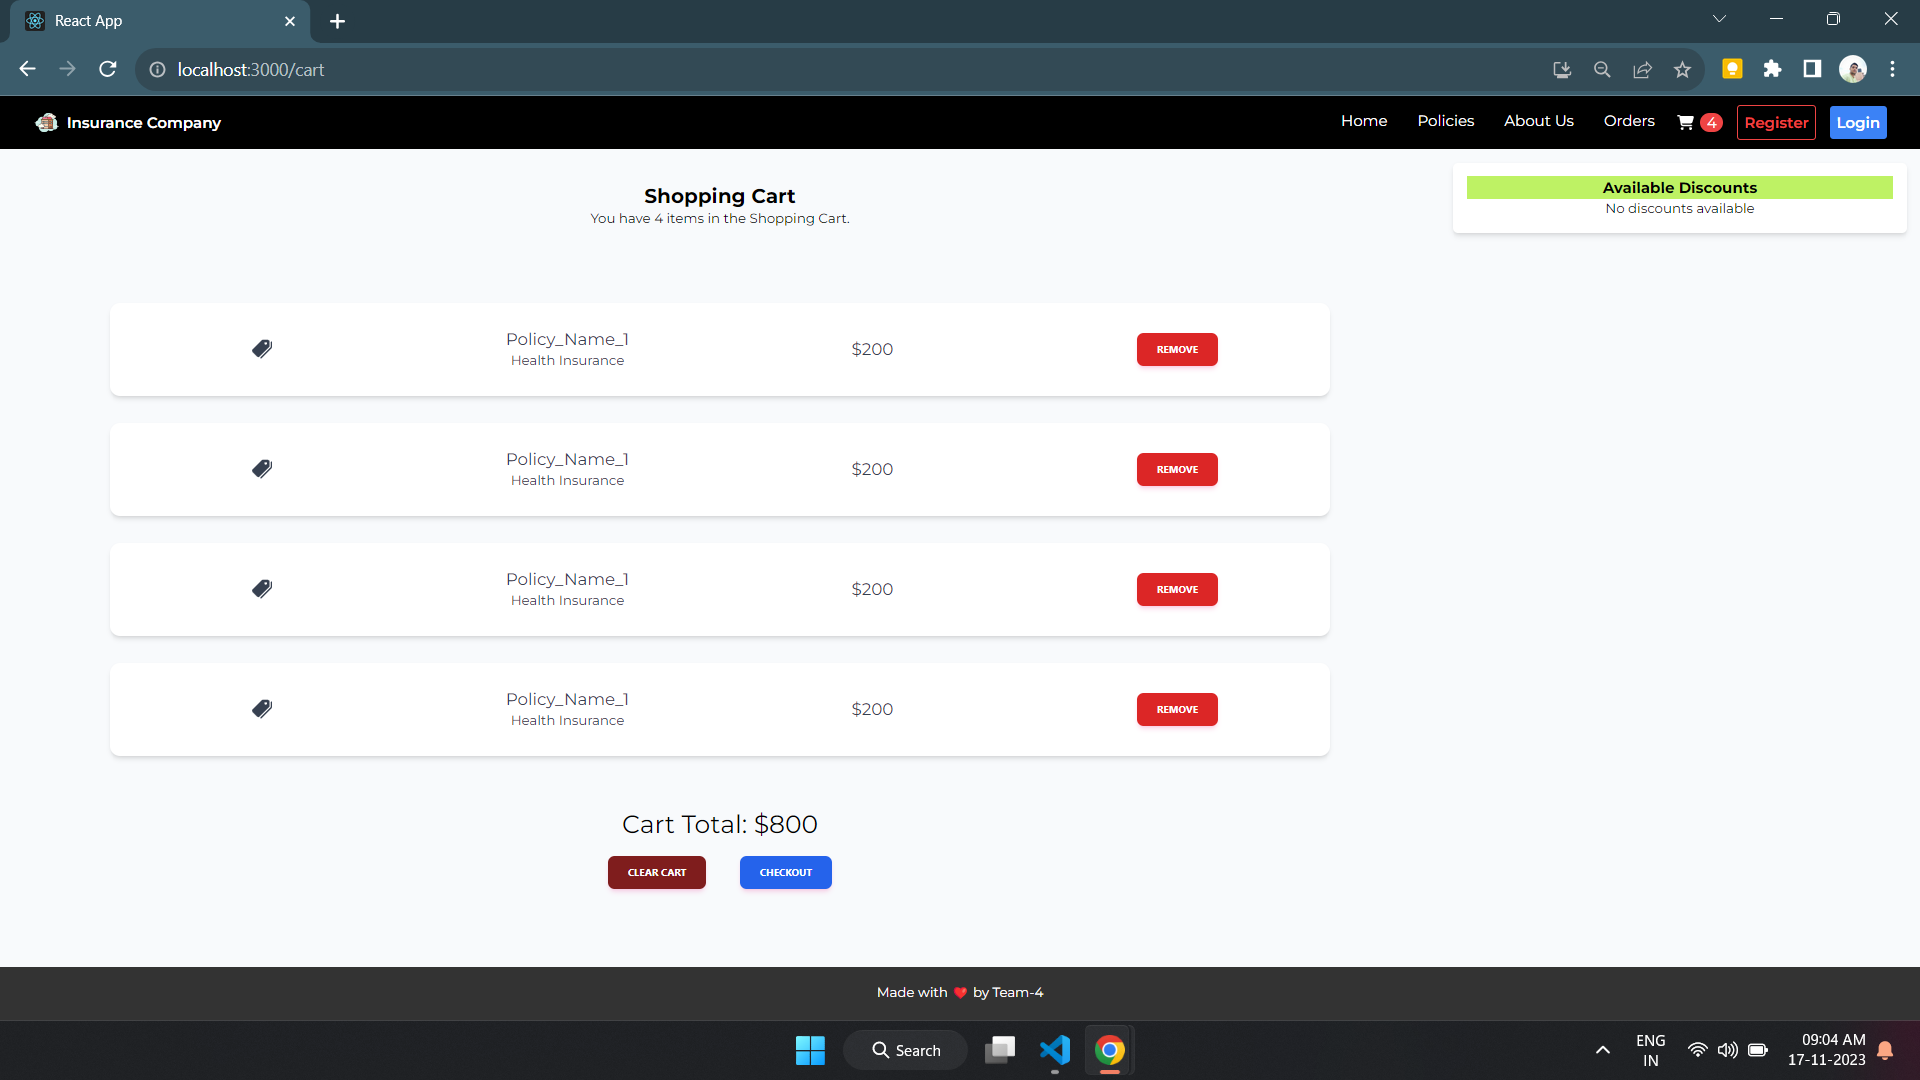 React App
localhost:3000/cart
Insurance Company
Home
Policies
About Us
Orders
4
Register
Login
Shopping Cart
You have 4 items in the Shopping Cart.
Available Discounts
No discounts available
Policy_Name_1
Health Insurance
$200
REMOVE
Policy_Name_1
Health Insurance
$200
REMOVE
Policy_Name_1
Health Insurance
$200
REMOVE
Policy_Name_1
Health Insurance
$200
REMOVE
Cart Total: $800
CLEAR CART
CHECKOUT
Made with ❤️ by Team-4
Search
ENG
IN
09:04 AM
17-11-2023